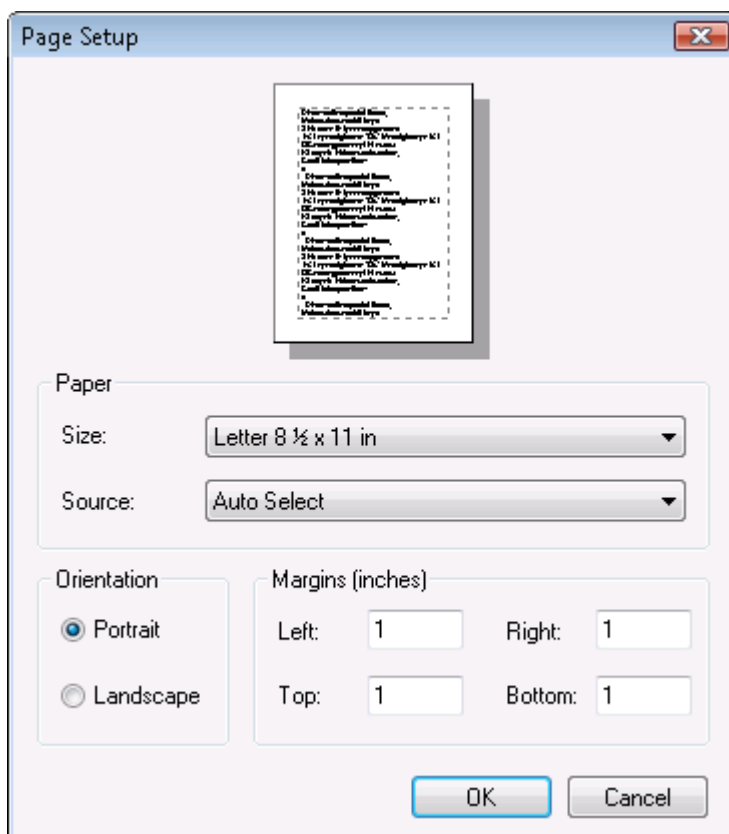 Page Setup
Paper
Size: Letter 8 ½ x 11 in
Source: Auto Select
Orientation
Portrait
Landscape
Margins (inches)
Left: 1 Right: 1
Top: 1 Bottom: 1
OK Cancel